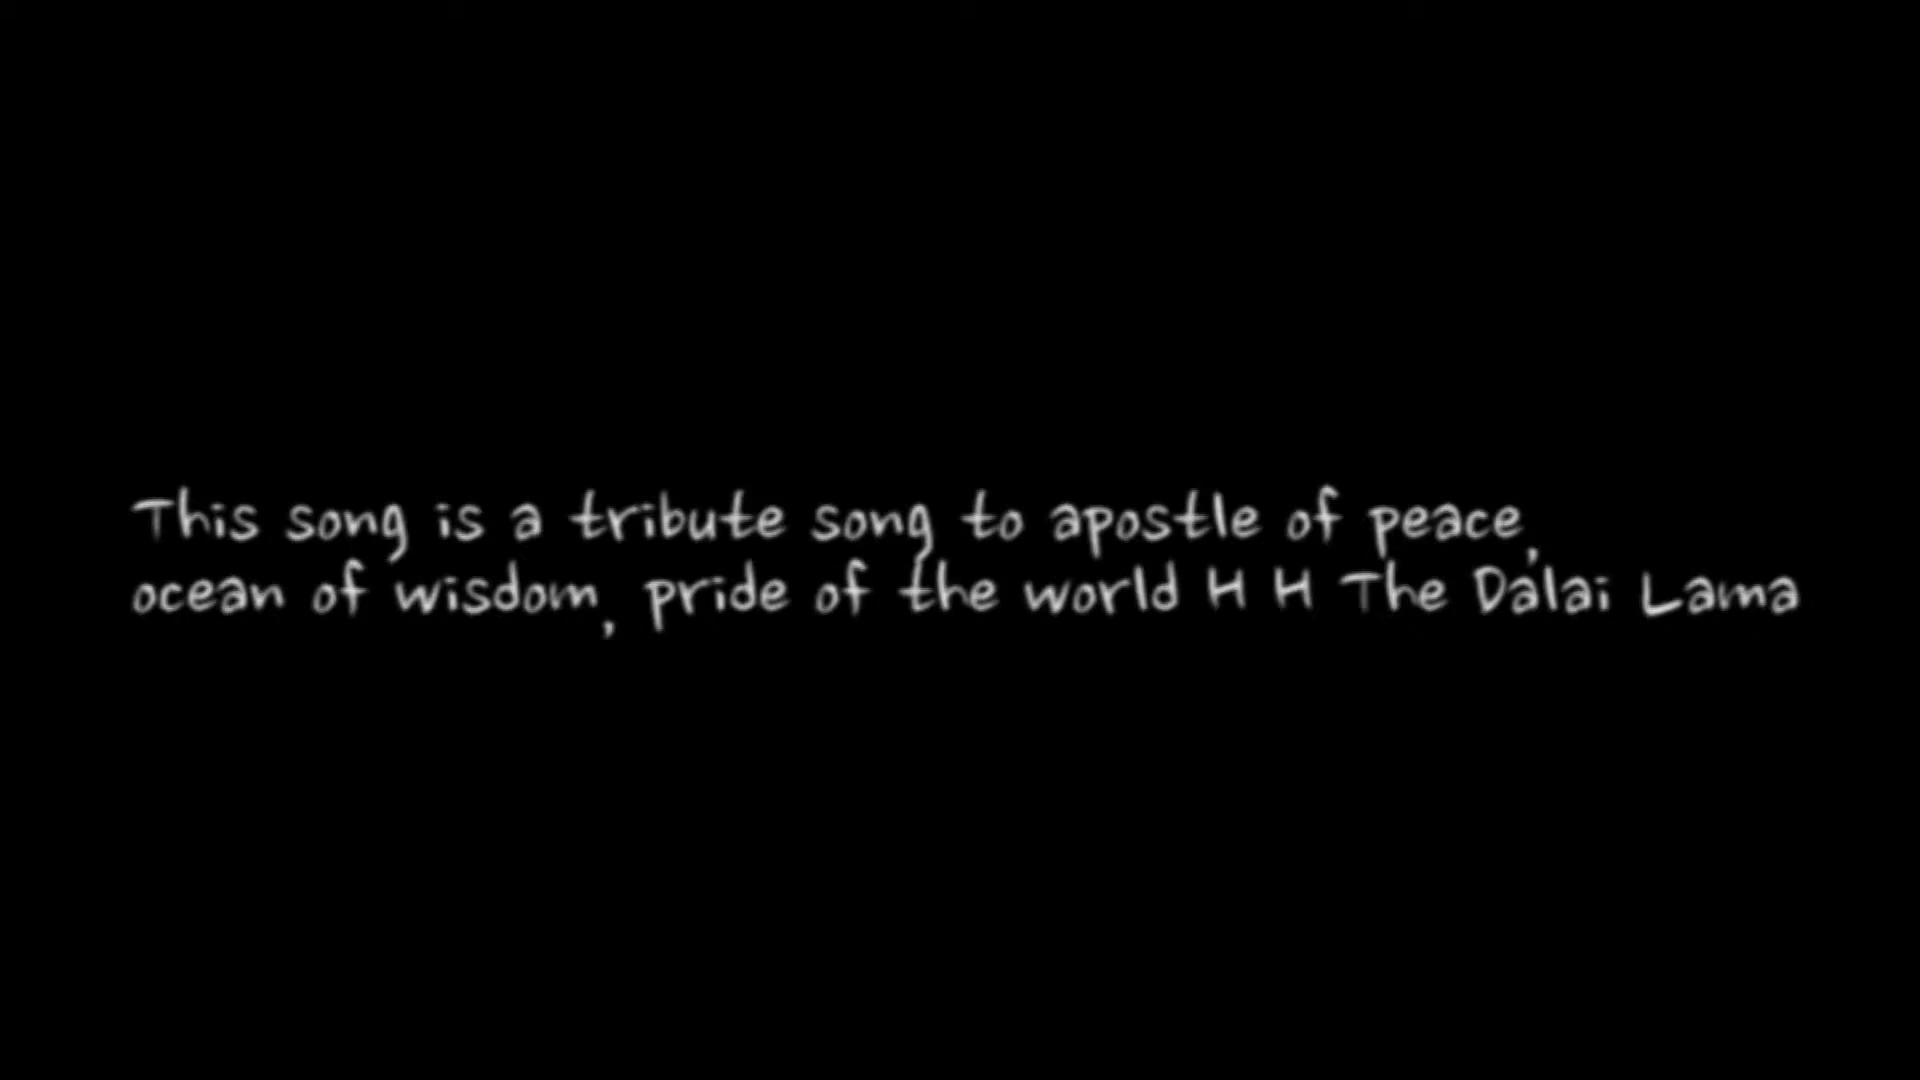 This song is a tribute song to apostle of peace,
ocean of wisdom, pride of the world H H The Dalai Lama